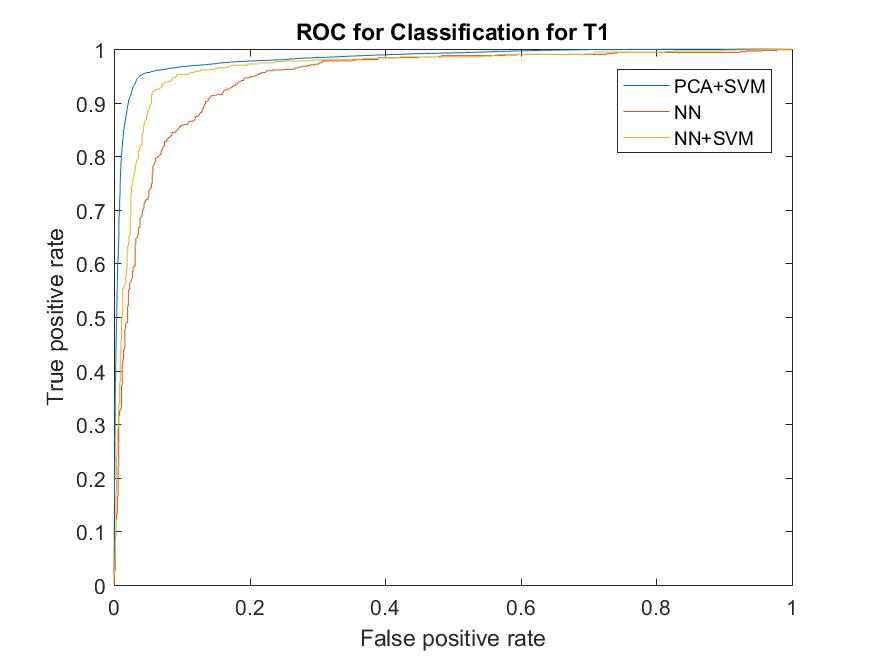 ROC for Classification for T1
1
0.9
0.8
0.7
0.6
0.5
0.4
0.3
0.2
0.1
0
True positive rate
PCA+SVM
NN
NN+SVM
0 0.2 0.4 0.6 0.8 1
False positive rate